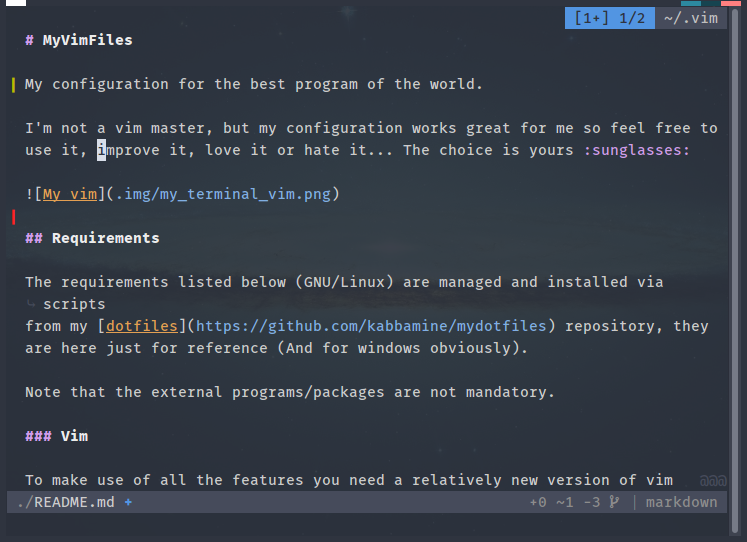 [1+] 1/2 ~/.vim
# MyVimFiles
My configuration for the best program of the world.
I'm not a vim master, but my configuration works great for me so feel free to
use it, improve it, love it or hate it... The choice is yours :sunglasses:
![My vim](.img/my_terminal_vim.png)
## Requirements
The requirements listed below (GNU/Linux) are managed and installed via
↪ scripts
from my [dotfiles](https://github.com/kabbamine/mydotfiles) repository, they
are here just for reference (And for windows obviously).
Note that the external programs/packages are not mandatory.
### Vim
To make use of all the features you need a relatively new version of vim @@@
./README.md + +0 ~1 -3 | markdown